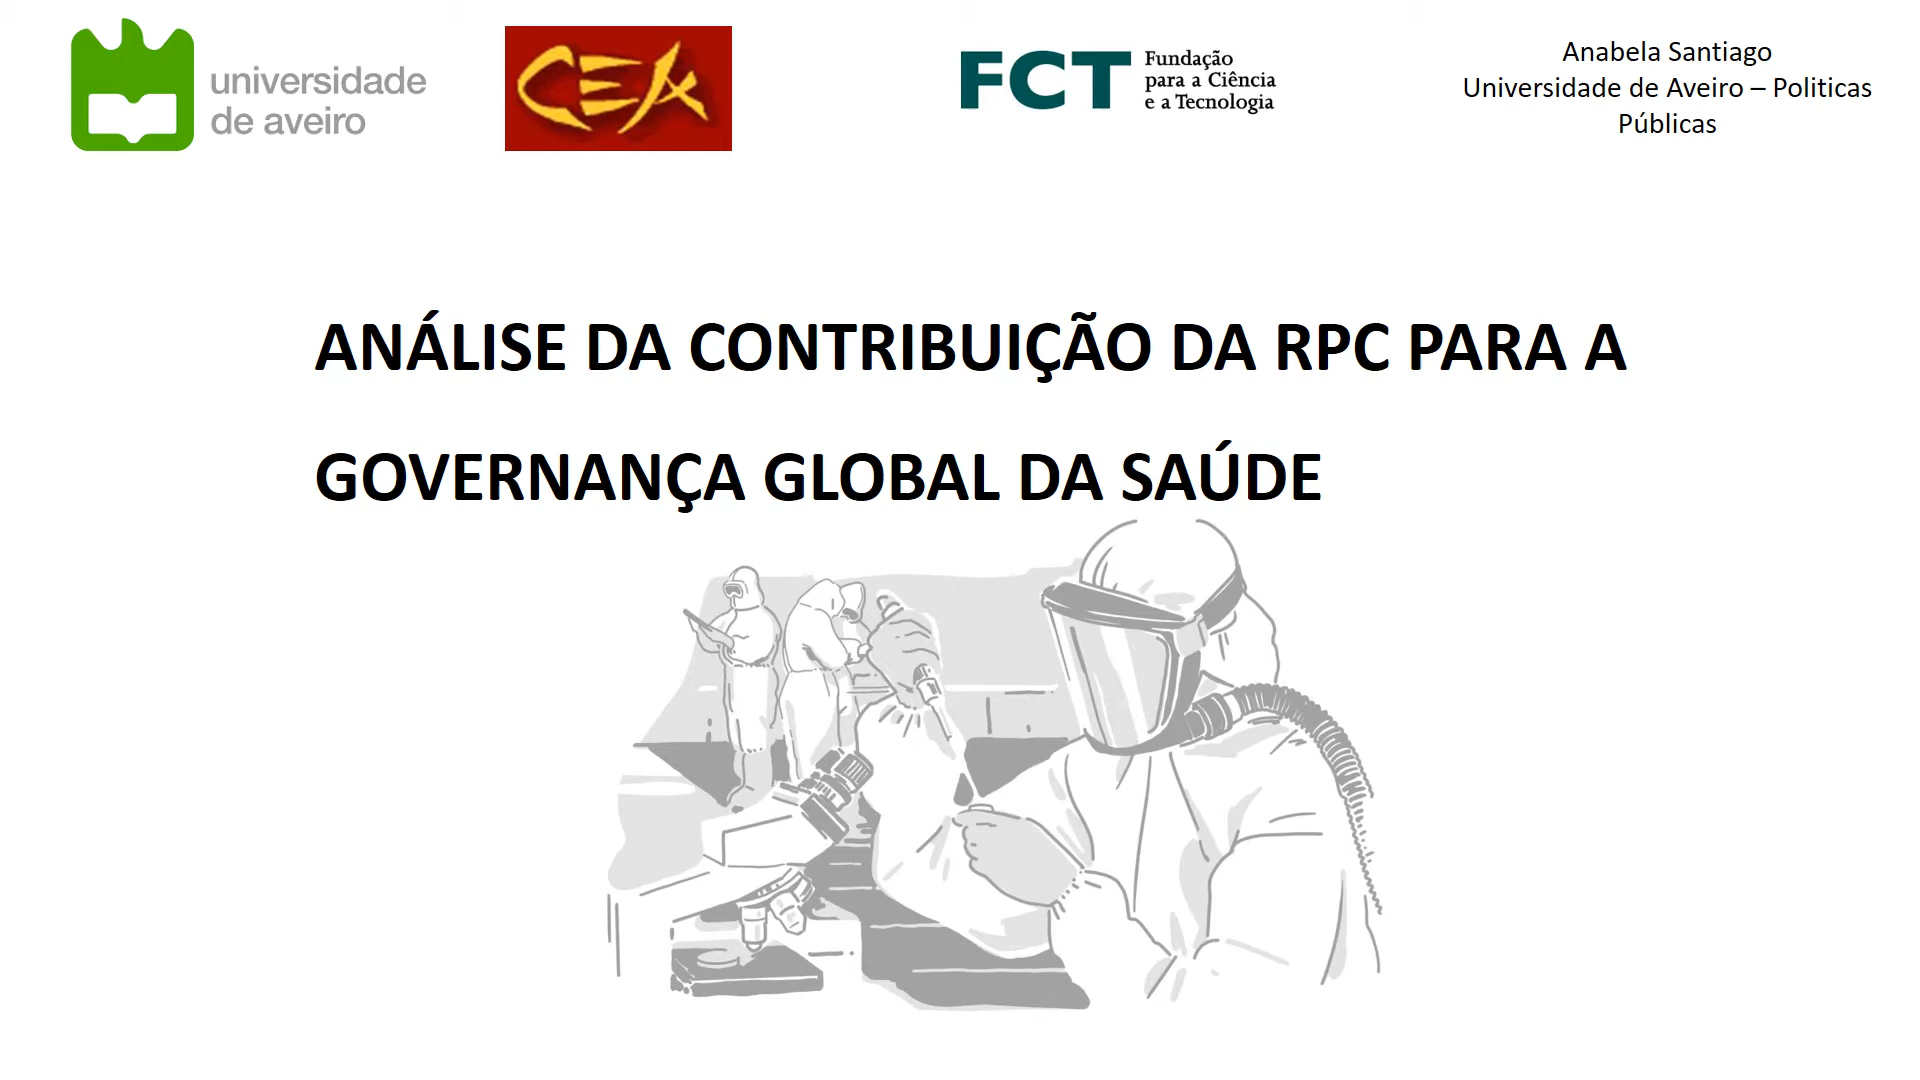 universidade
de aveiro
CEA
FCT
Fundação
para a Ciência
e a Tecnologia
Anabela Santiago
Universidade de Aveiro – Politicas
Públicas
ANÁLISE DA CONTRIBUIÇÃO DA RPC PARA A
GOVERNANÇA GLOBAL DA SAÚDE